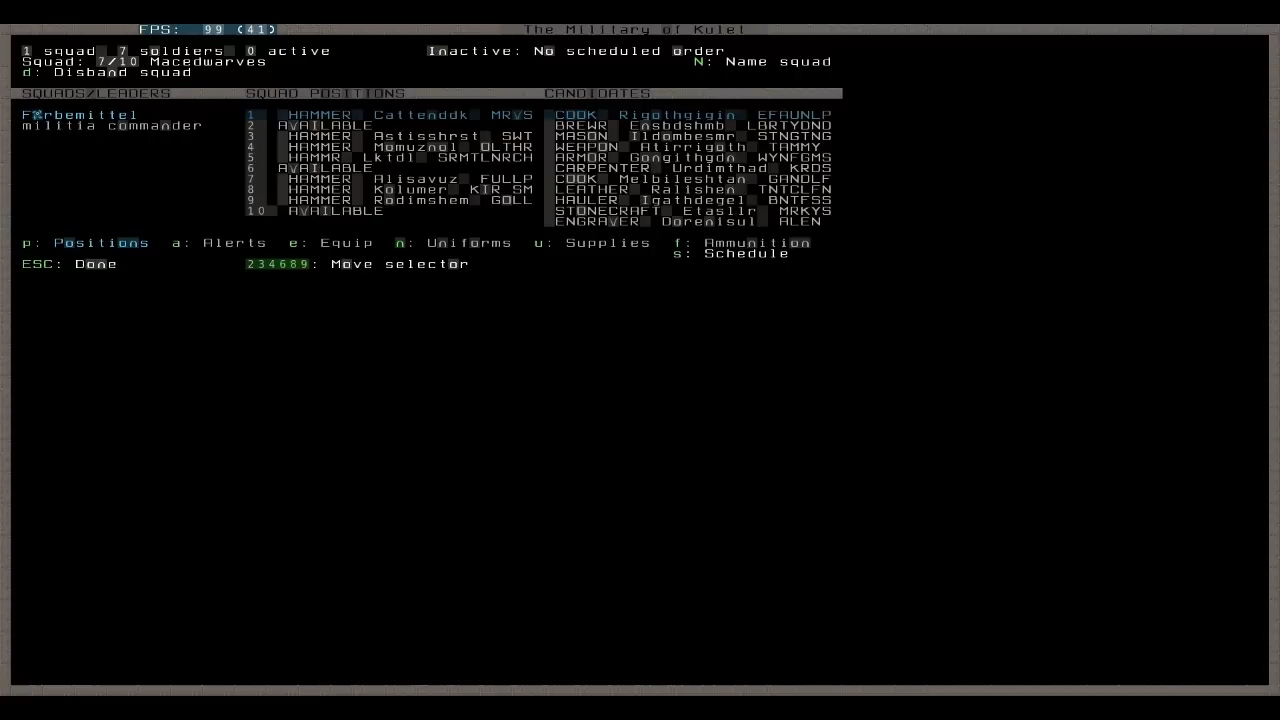 FPS: 99 (41) The Military of Kulet
1 squad 7 soldiers 0 active Inactive: No scheduled order
Squad: 7/10 Macedwarves N: Name squad
d: Disband squad
SQUADS/LEADERS SQUAD POSITIONS CANDIDATES
1 HAMMER Cattenddk MRVS COOK Rigothgigin EFAUNLP
militia commander 2 AVAILABLE BREWR Ensbdshmb LBRTYDND
3 HAMMER Astisshrst SWT MASON Ildombesmr STNGTNG
4 HAMMER Momuznol OLTHR WEAPON Atirrigoth TAMMY
5 HAMMR Lktdl SRMTLNRCH ARMOR Gongithgdn WYNFGMS
6 AVAILABLE CARPENTER Urdimthad KRDS
7 HAMMER Alisavuz FULLP COOK Melbileshtan GANDLF
8 HAMMER Kolumer KIR SM LEATHER Ralishen TNTCLFN
9 HAMMER Rodimshem GOLL HAULER Igathdegel BNTFSS
10 AVAILABLE STONECRAFT Etasllr MRKYS
ENGRAVER Dorenisul ALEN
p: Positions a: Alerts e: Equip n: Uniforms u: Supplies f: Ammunition
s: Schedule
ESC: Done 234689: Move selector